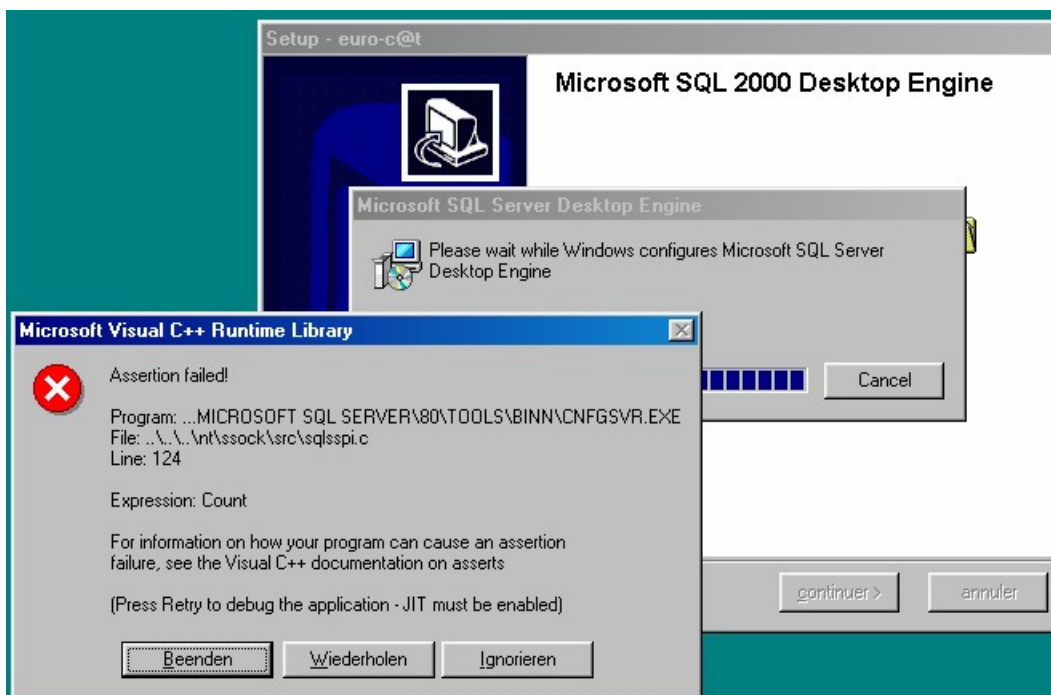 Setup - euro-c@t
Microsoft SQL 2000 Desktop Engine
Microsoft SQL Server Desktop Engine
Please wait while Windows configures Microsoft SQL Server
Desktop Engine
Cancel
Microsoft Visual C++ Runtime Library
Assertion failed!
Program: ...MICROSOFT SQL SERVER\80\TOOLS\BINN\CNFGSVR.EXE
File: ..\..\..\nt\ssock\src\sqlsspi.c
Line: 124
Expression: Count
For information on how your program can cause an assertion
failure, see the Visual C++ documentation on asserts
(Press Retry to debug the application - JIT must be enabled)
Beenden
Wiederholen
Ignorieren
continuer >
annuler